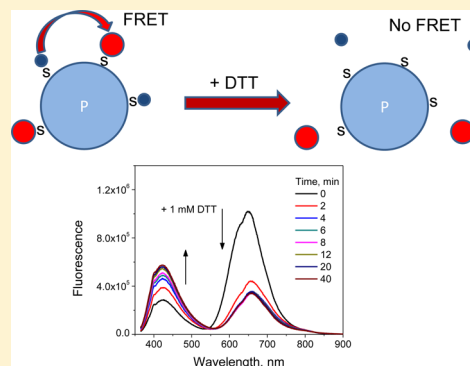 FRET
No FRET
S
S
S
S
P
+ DTT
S
S
S
S
P
Time, min
0
2
4
6
8
12
20
40
+ 1 mM DTT
1.2x10⁶
8.0x10⁵
4.0x10⁵
0.0
Fluorescence
400 500 600 700 800 900
Wavelength, nm